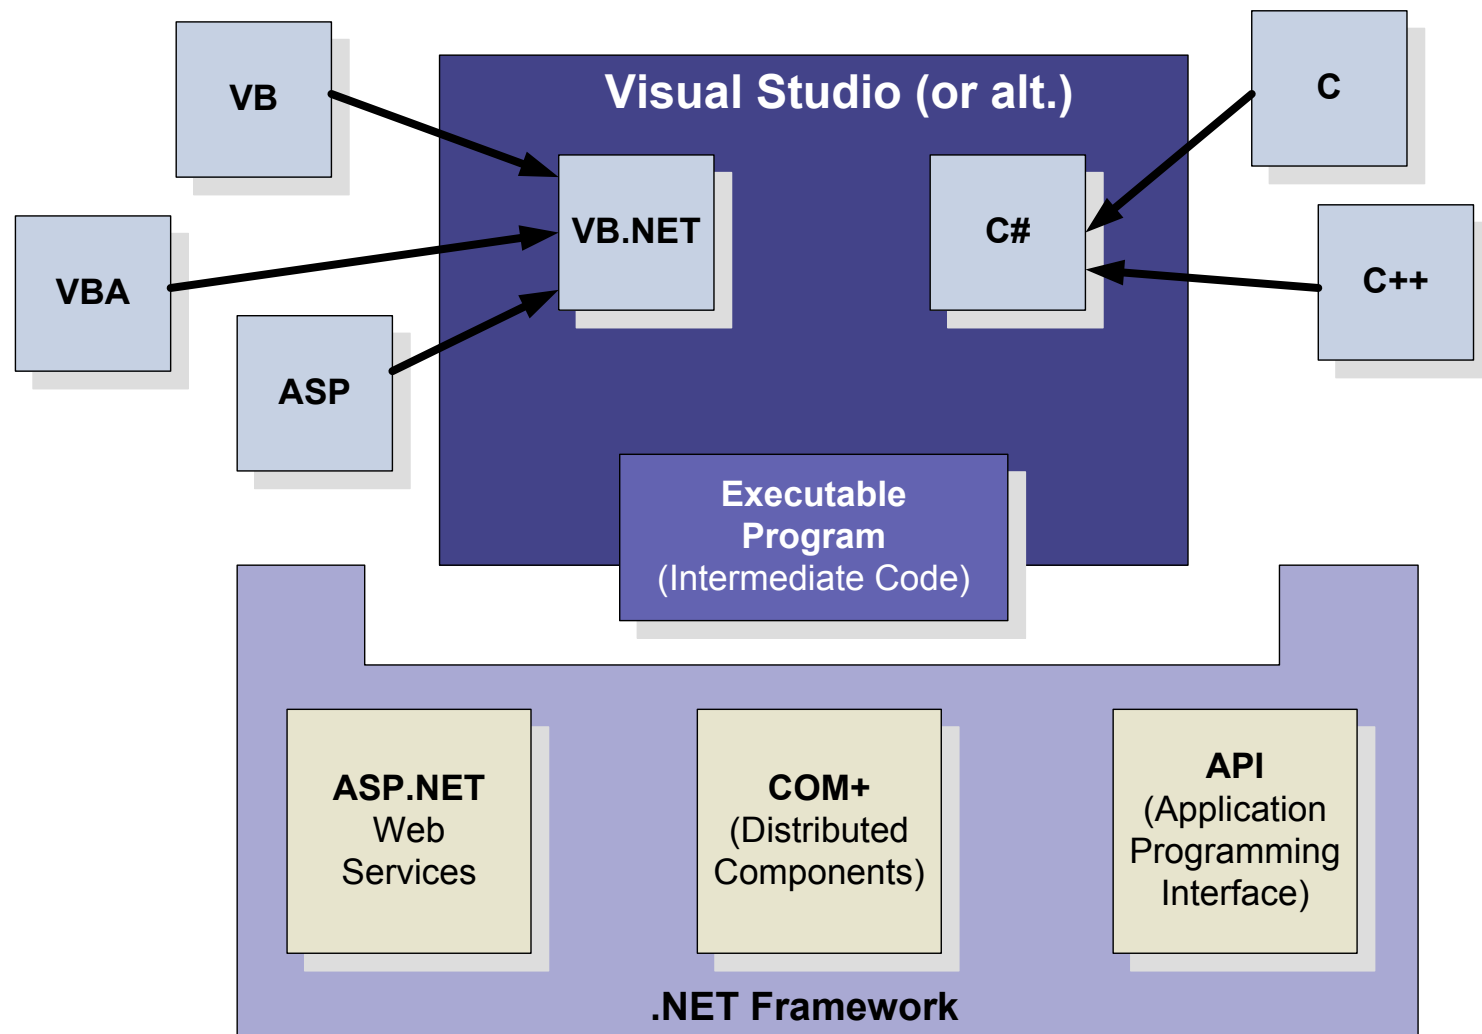 Visual Studio (or alt.)
VB
C
VB.NET
C#
VBA
C++
ASP
Executable
Program
(Intermediate Code)
ASP.NET
Web
Services
COM+
(Distributed
Components)
API
(Application
Programming
Interface)
.NET Framework